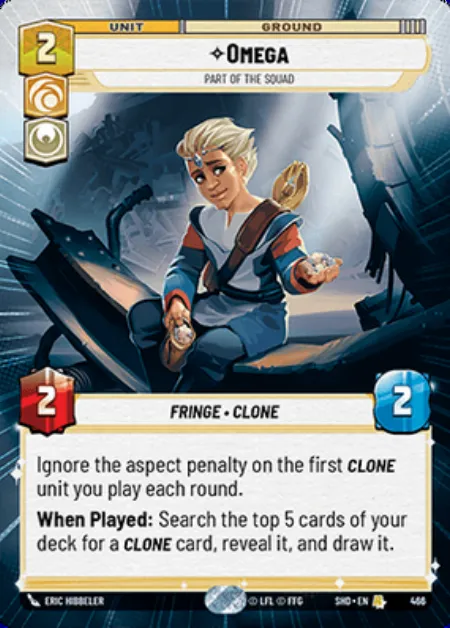 UNIT GROUND
2
Omega
PART OF THE SQUAD
2
FRINGE • CLONE
2
Ignore the aspect penalty on the first CLONE
unit you play each round.
When Played: Search the top 5 cards of your
deck for a CLONE card, reveal it, and draw it.
ERIC HIBBELER © LFL © FFG SHD • EN 466